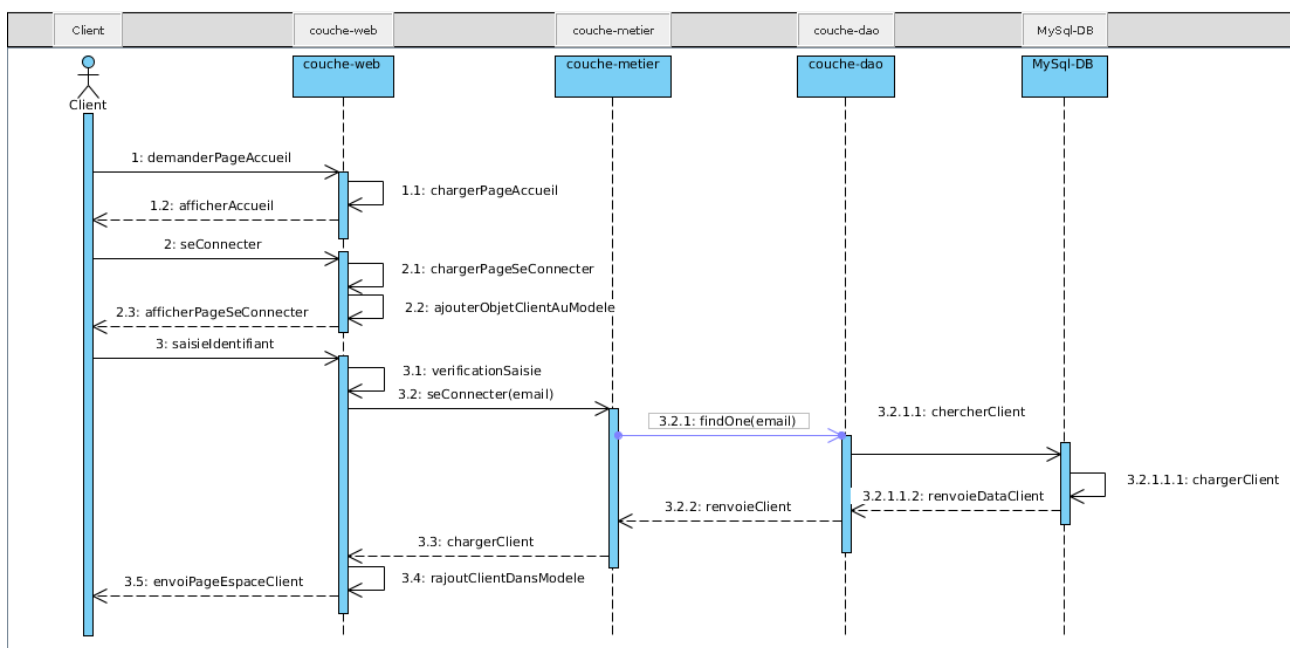 Client
couche-web
couche-metier
couche-dao
MySql-DB
couche-web
couche-metier
couche-dao
MySql-DB
Client
1: demanderPageAccueil
1.1: chargerPageAccueil
1.2: afficherAccueil
2: seConnecter
2.1: chargerPageSeConnecter
2.2: ajouterObjetClientAuModele
2.3: afficherPageSeConnecter
3: saisieIdentifiant
3.1: verificationSaisie
3.2: seConnecter(email)
3.2.1: findOne(email)
3.2.1.1: chercherClient
3.2.1.1.1: chargerClient
3.2.1.1.2: renvoieDataClient
3.2.2: renvoieClient
3.3: chargerClient
3.4: rajoutClientDansModele
3.5: envoiPageEspaceClient